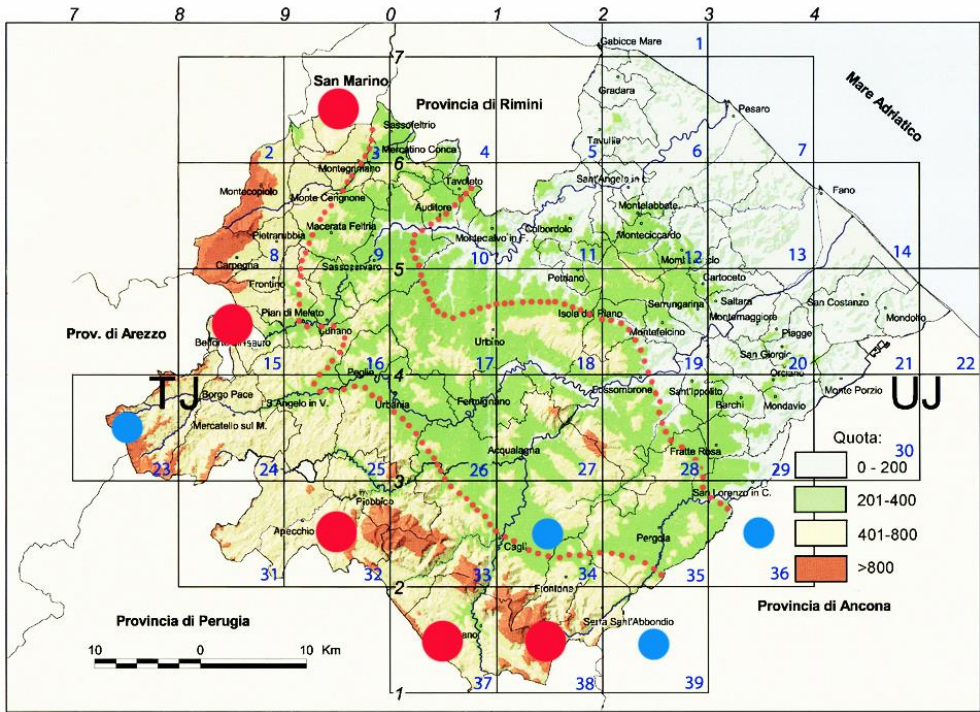 7 8 9 0 1 2 3 4 5
7
Gabicce Mare 1
San Marino
Gradara
Mare Adriatico
Provincia di Rimini
Pesaro
Sassofeltrio
Tavullia
Mercatino Conca
2 3 4 5 6 7
6
Montegrimano
Tavoleto
Sant'Angelo in L.
Montecopiolo
Fano
Monte Cerignone
Auditore
Montelabbate
Macerata Feltria
Colbordolo
Pietrarubbia
Montecalvo in F.
Monteciccardo
8 9 10 11 12 13 14
Carpegna
Sassocorvaro
5
Petriano
Cartoceto
Frontino
Serrungarina
Saltara
San Costanzo
Pian di Meleto
Isola del Piano
Montemaggiore
Mondolfo
Prov. di Arezzo
Montefelcino
Piagge
Urbino
San Giorgio
15 16 17 18 19 20 21 22
Peglio
Orciano
4
TJ
Borgo Pace
Fossombrone
Sant'Ippolito
Monte Porzio
UJ
S.Angelo in V.
Urbania
Fermignano
Barchi
Mondavio
Mercatello sul M.
Quota:
Acqualagna
Fratte Rosa
23 24 25 26 27 28 29 30
0 - 200
3
San Lorenzo in C.
Piobbico
201-400
Apecchio
401-800
Cagli
Pergola
31 32 33 34 35 36
>800
2
Frontone
Provincia di Ancona
Provincia di Perugia
Serra Sant'Abbondio
10 0 10 Km
37 38 39
1